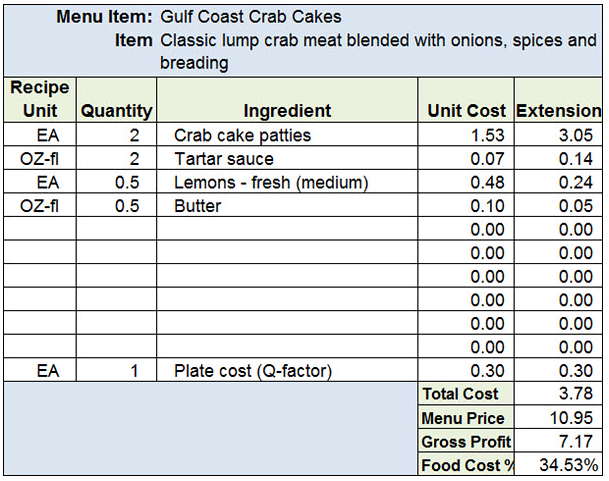 Menu Item: Gulf Coast Crab Cakes
Item Classic lump crab meat blended with onions, spices and
breading
Recipe
Unit Quantity Ingredient Unit Cost Extension
EA 2 Crab cake patties 1.53 3.05
OZ-fl 2 Tartar sauce 0.07 0.14
EA 0.5 Lemons - fresh (medium) 0.48 0.24
OZ-fl 0.5 Butter 0.10 0.05
0.00 0.00
0.00 0.00
0.00 0.00
0.00 0.00
0.00 0.00
0.00 0.00
EA 1 Plate cost (Q-factor) 0.30 0.30
Total Cost 3.78
Menu Price 10.95
Gross Profit 7.17
Food Cost % 34.53%